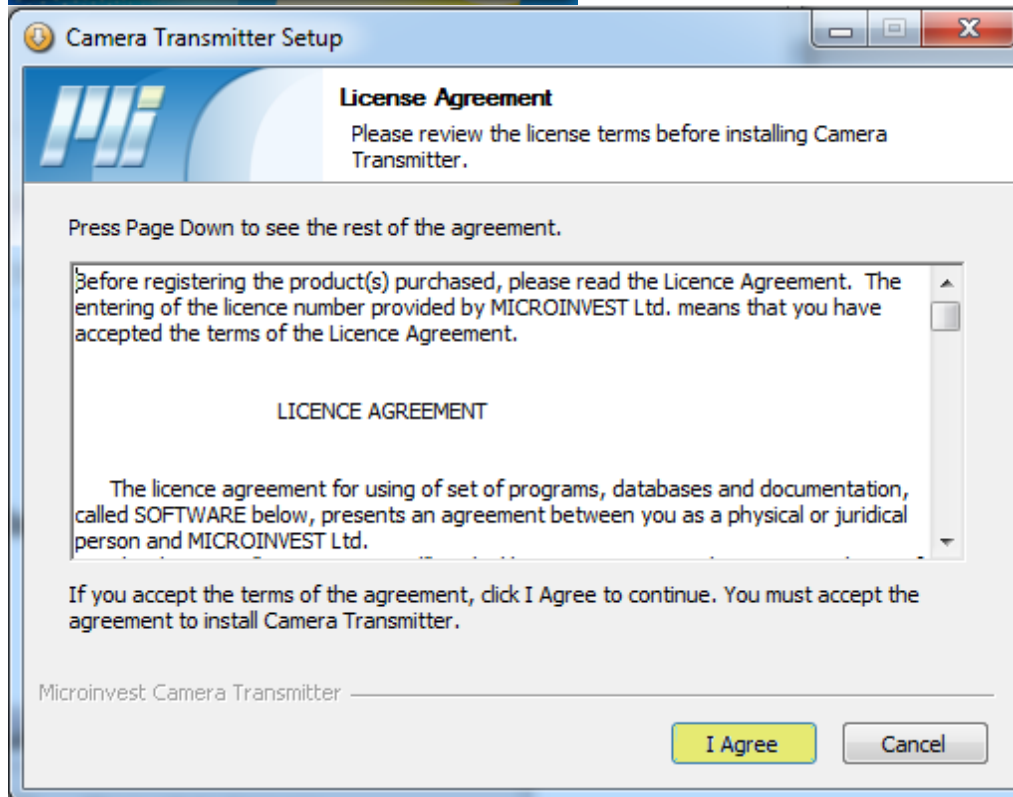 Camera Transmitter Setup
Mi
License Agreement
Please review the license terms before installing Camera
Transmitter.
Press Page Down to see the rest of the agreement.
Before registering the product(s) purchased, please read the Licence Agreement.  The
entering of the licence number provided by MICROINVEST Ltd. means that you have
accepted the terms of the Licence Agreement.
LICENCE AGREEMENT
The licence agreement for using of set of programs, databases and documentation,
called SOFTWARE below, presents an agreement between you as a physical or juridical
person and MICROINVEST Ltd.
If you accept the terms of the agreement, click I Agree to continue. You must accept the
agreement to install Camera Transmitter.
Microinvest Camera Transmitter
I Agree
Cancel